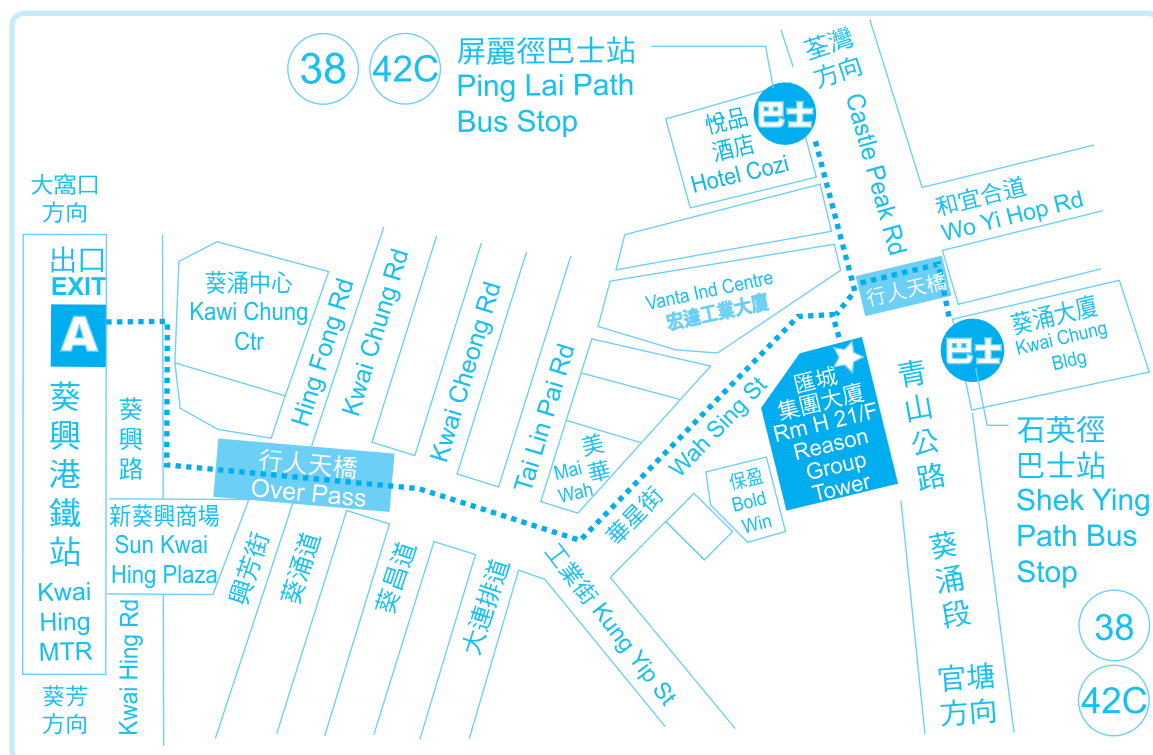 38
42C
屏麗徑巴士站
Ping Lai Path
Bus Stop
荃灣
方向
Castle Peak Rd
巴士
悅品
酒店
Hotel Cozi
和宜合道
Wo Yi Hop Rd
大窩口
方向
出口
EXIT
A
葵興港鐵站
Kwai
Hing
MTR
葵芳
方向
葵興路
Kwai Hing Rd
葵涌中心
Kawi Chung
Ctr
Hing Fong Rd
Kwai Chung Rd
Kwai Cheong Rd
Tai Lin Pai Rd
Vanta Ind Centre
宏達工業大廈
行人天橋
行人天橋
Over Pass
新葵興商場
Sun Kwai
Hing Plaza
興芳街
葵涌道
葵昌道
大連排道
美華
Mai
Wah
華星街
Wah Sing St
工業街 Kung Yip St
保盈
Bold
Win
匯城
集團大廈
Rm H 21/F
Reason
Group
Tower
巴士
葵涌大廈
Kwai Chung
Bldg
青山公路
葵涌段
官塘
方向
石英徑
巴士站
Shek Ying
Path Bus
Stop
38
42C